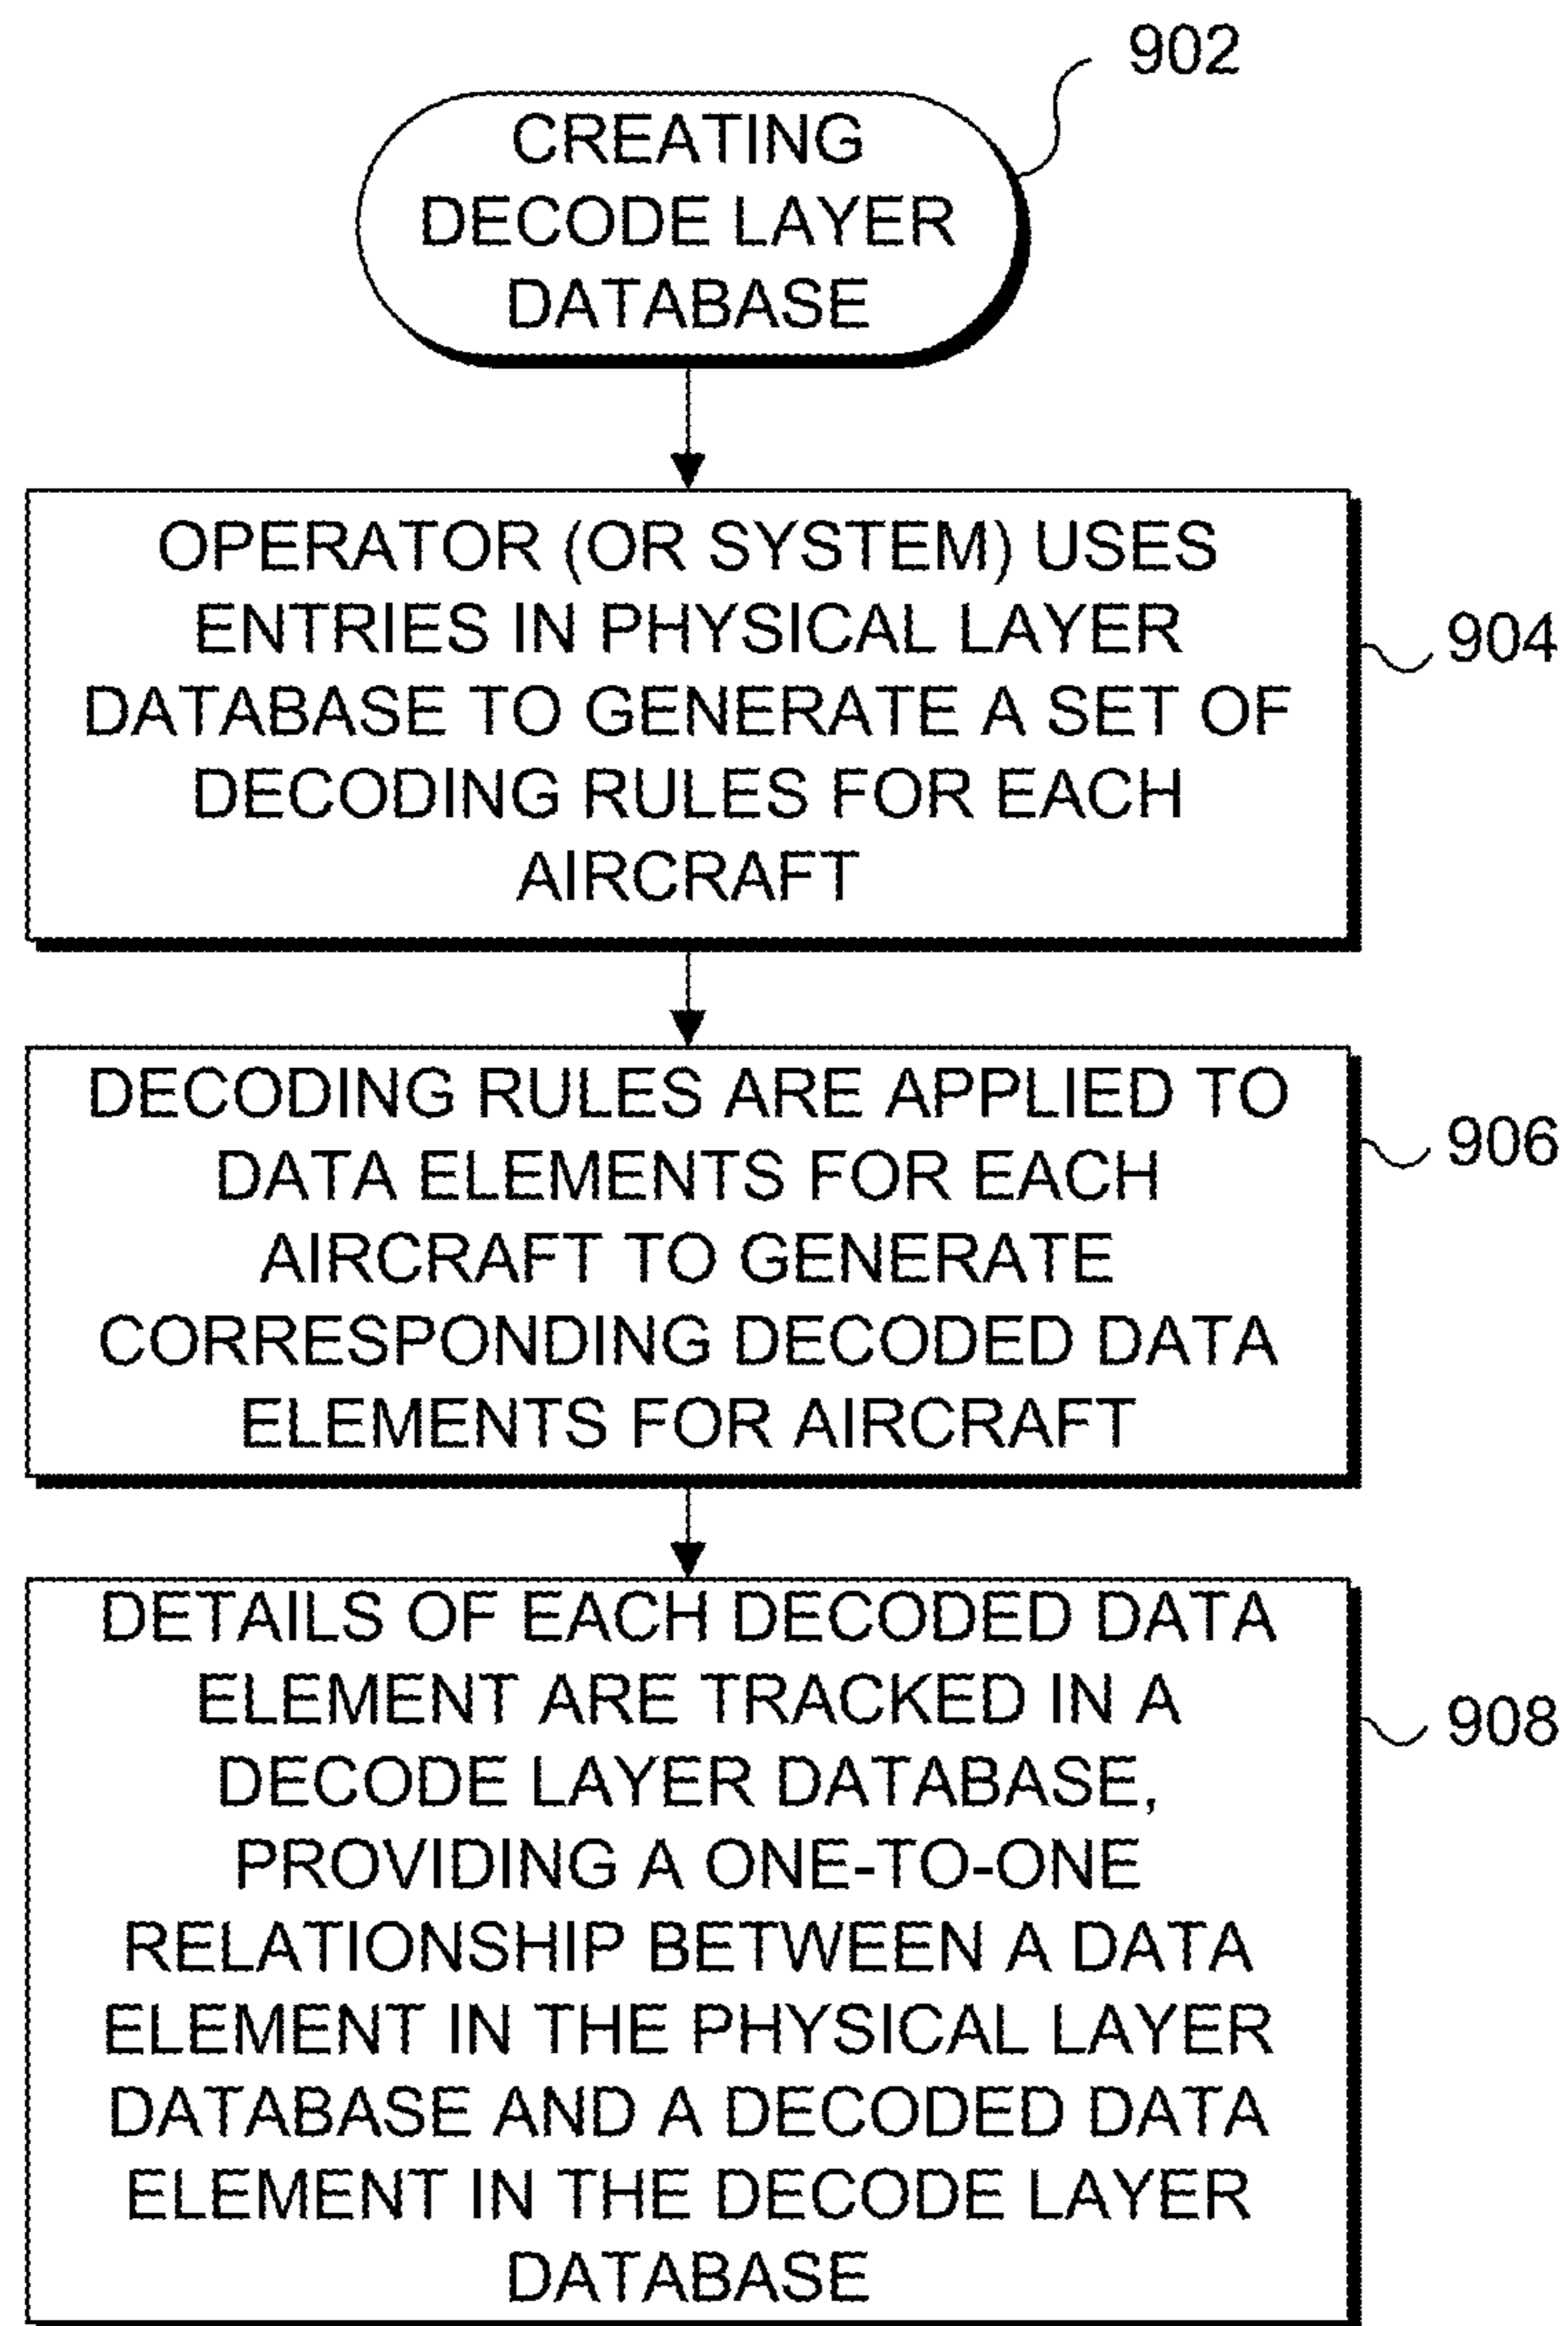 902
CREATING
DECODE LAYER
DATABASE
OPERATOR (OR SYSTEM) USES
ENTRIES IN PHYSICAL LAYER
DATABASE TO GENERATE A SET OF
DECODING RULES FOR EACH
AIRCRAFT
904
DECODING RULES ARE APPLIED TO
DATA ELEMENTS FOR EACH
AIRCRAFT TO GENERATE
CORRESPONDING DECODED DATA
ELEMENTS FOR AIRCRAFT
906
DETAILS OF EACH DECODED DATA
ELEMENT ARE TRACKED IN A
DECODE LAYER DATABASE,
PROVIDING A ONE-TO-ONE
RELATIONSHIP BETWEEN A DATA
ELEMENT IN THE PHYSICAL LAYER
DATABASE AND A DECODED DATA
ELEMENT IN THE DECODE LAYER
DATABASE
908